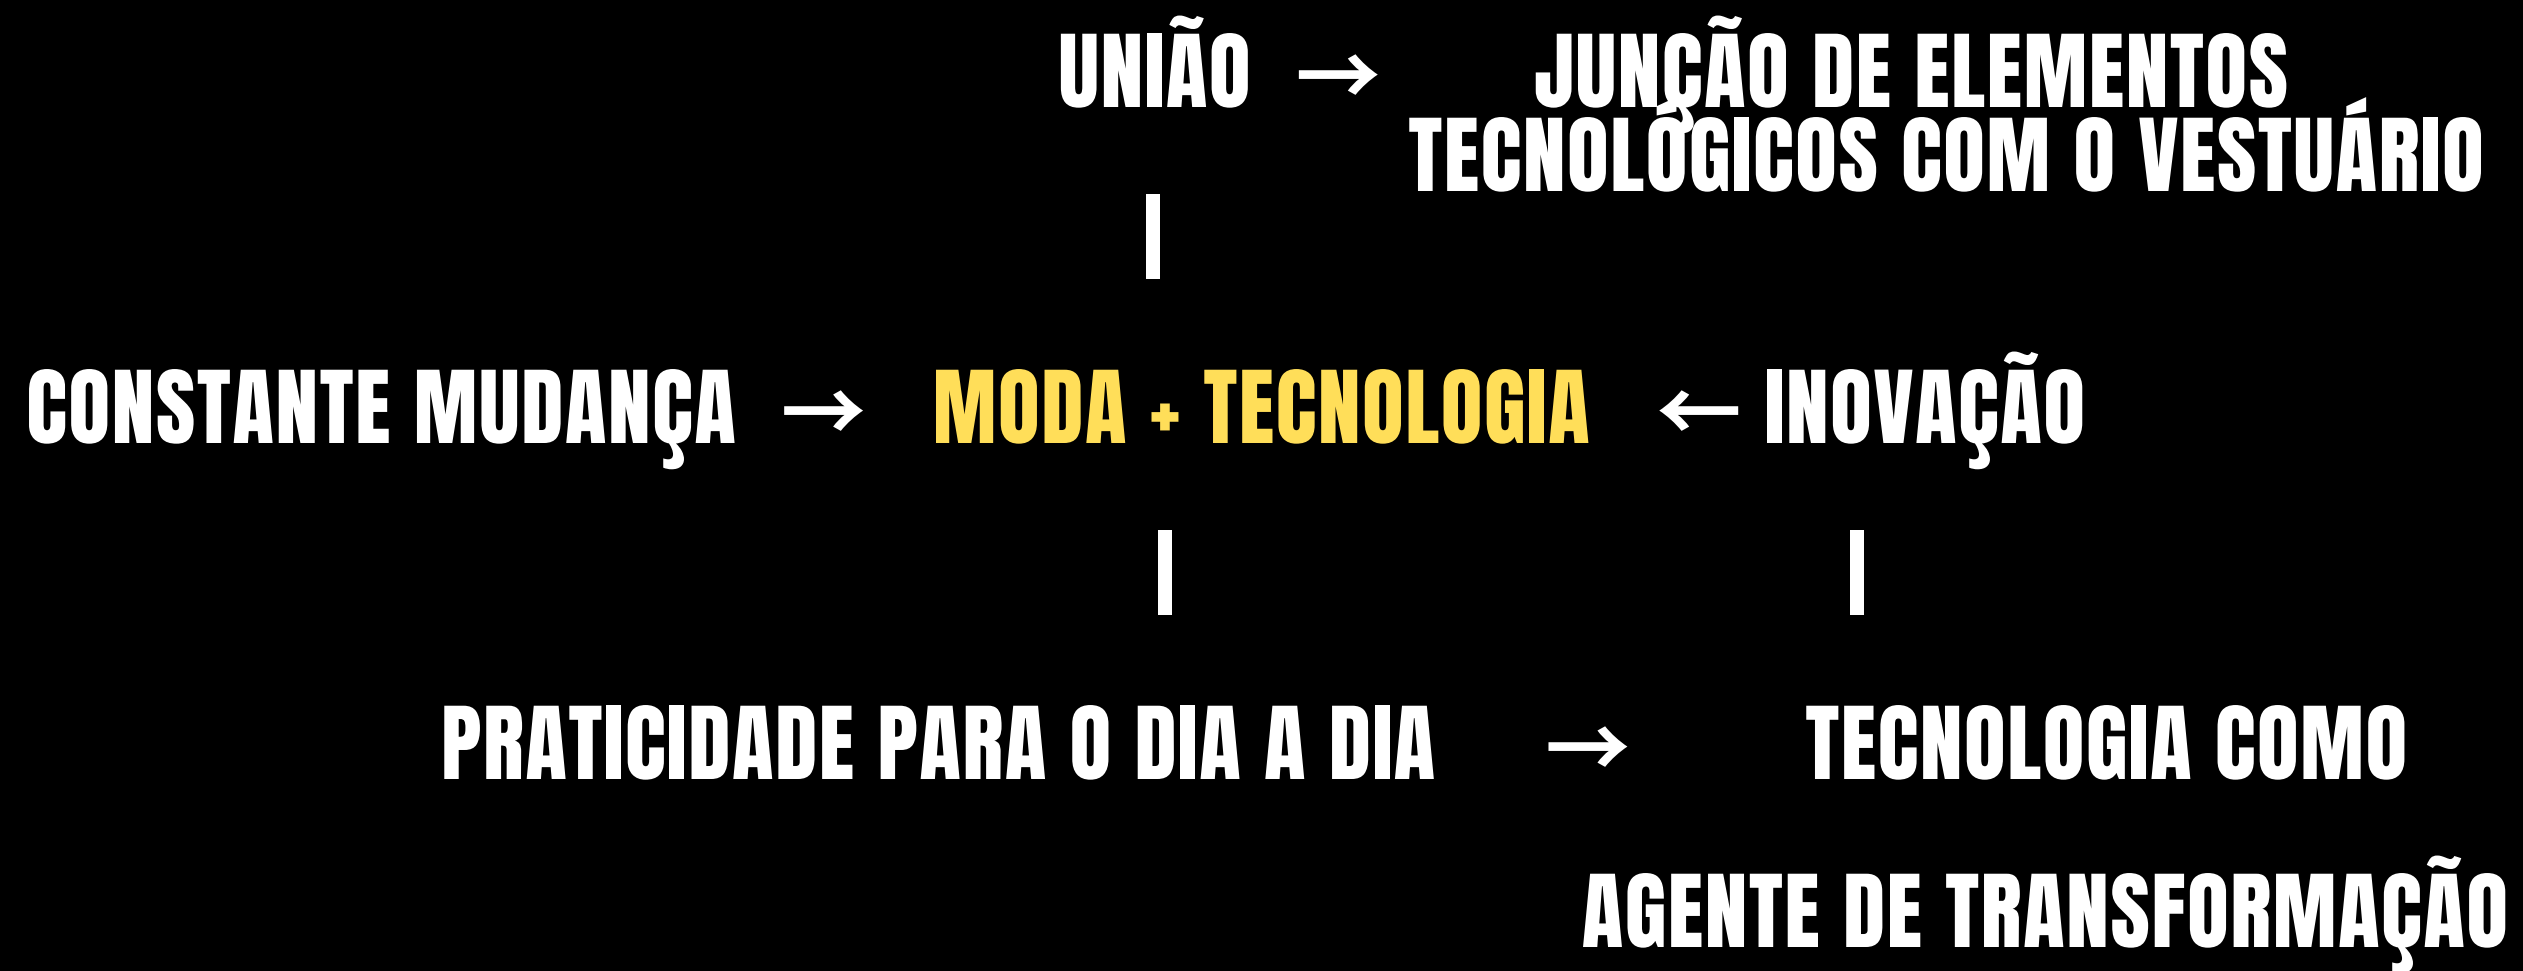 UNIÃO → JUNÇÃO DE ELEMENTOS
TECNOLÓGICOS COM O VESTUÁRIO
|
CONSTANTE MUDANÇA → MODA + TECNOLOGIA ← INOVAÇÃO
| |
PRATICIDADE PARA O DIA A DIA → TECNOLOGIA COMO
AGENTE DE TRANSFORMAÇÃO